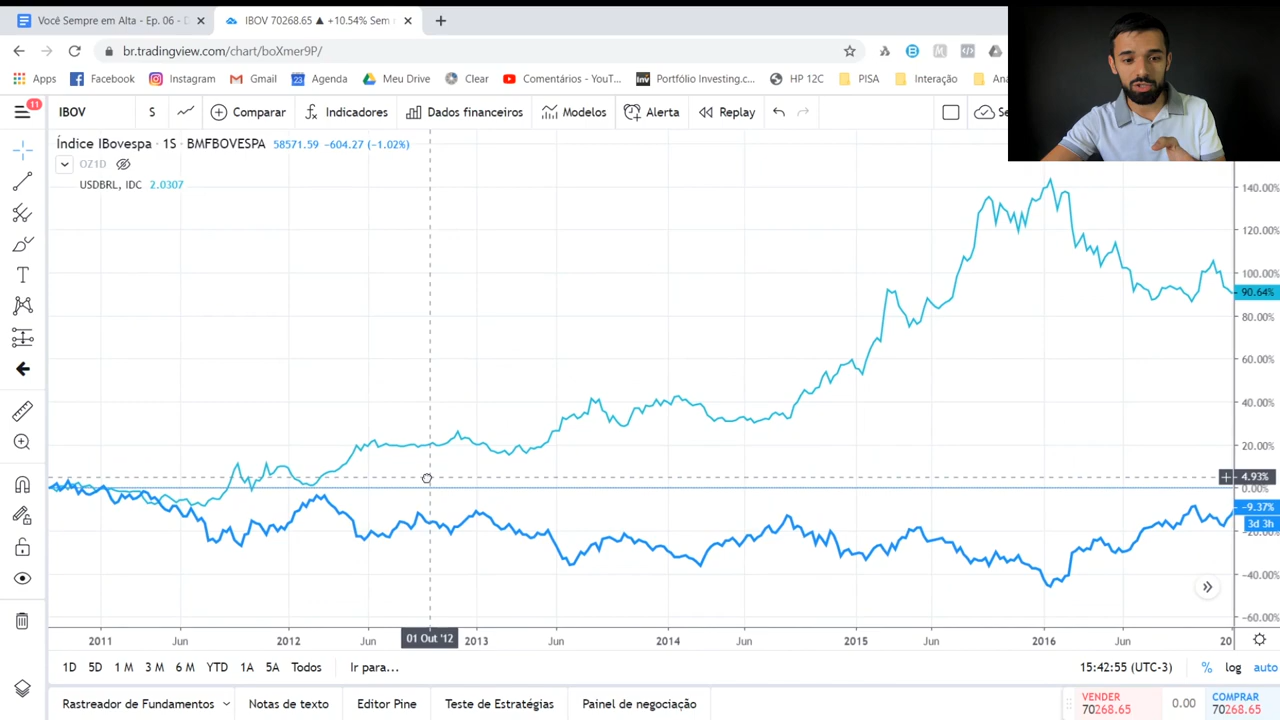 Você Sempre em Alta - Ep. 06 - D
IBOV 70268.65 ▲ +10.54% Sem n
br.tradingview.com/chart/boXmer9P/
Apps Facebook Instagram Gmail 23 Agenda Meu Drive Clear Comentários - YouT... Inv Portfólio Investing.c... HP 12C PISA Interação
11 IBOV S Comparar Indicadores Dados financeiros Modelos Alerta Replay
Índice IBovespa · 1S · BMFBOVESPA 58571.59 -604.27 (-1.02%)
OZ1D
USDBRL, IDC 2.0307
140.00%
120.00%
100.00%
90.64%
80.00%
60.00%
40.00%
20.00%
4.93%
0.00%
-9.37%
3d 3h
-20.00%
-40.00%
-60.00%
2011 Jun 2012 Jun 01 Out '12 2013 Jun 2014 Jun 2015 Jun 2016 Jun 20
1D 5D 1 M 3 M 6 M YTD 1A 5A Todos Ir para... 15:42:55 (UTC-3) % log auto
Rastreador de Fundamentos Notas de texto Editor Pine Teste de Estratégias Painel de negociação
VENDER 0.00 COMPRAR
70268.65 70268.65